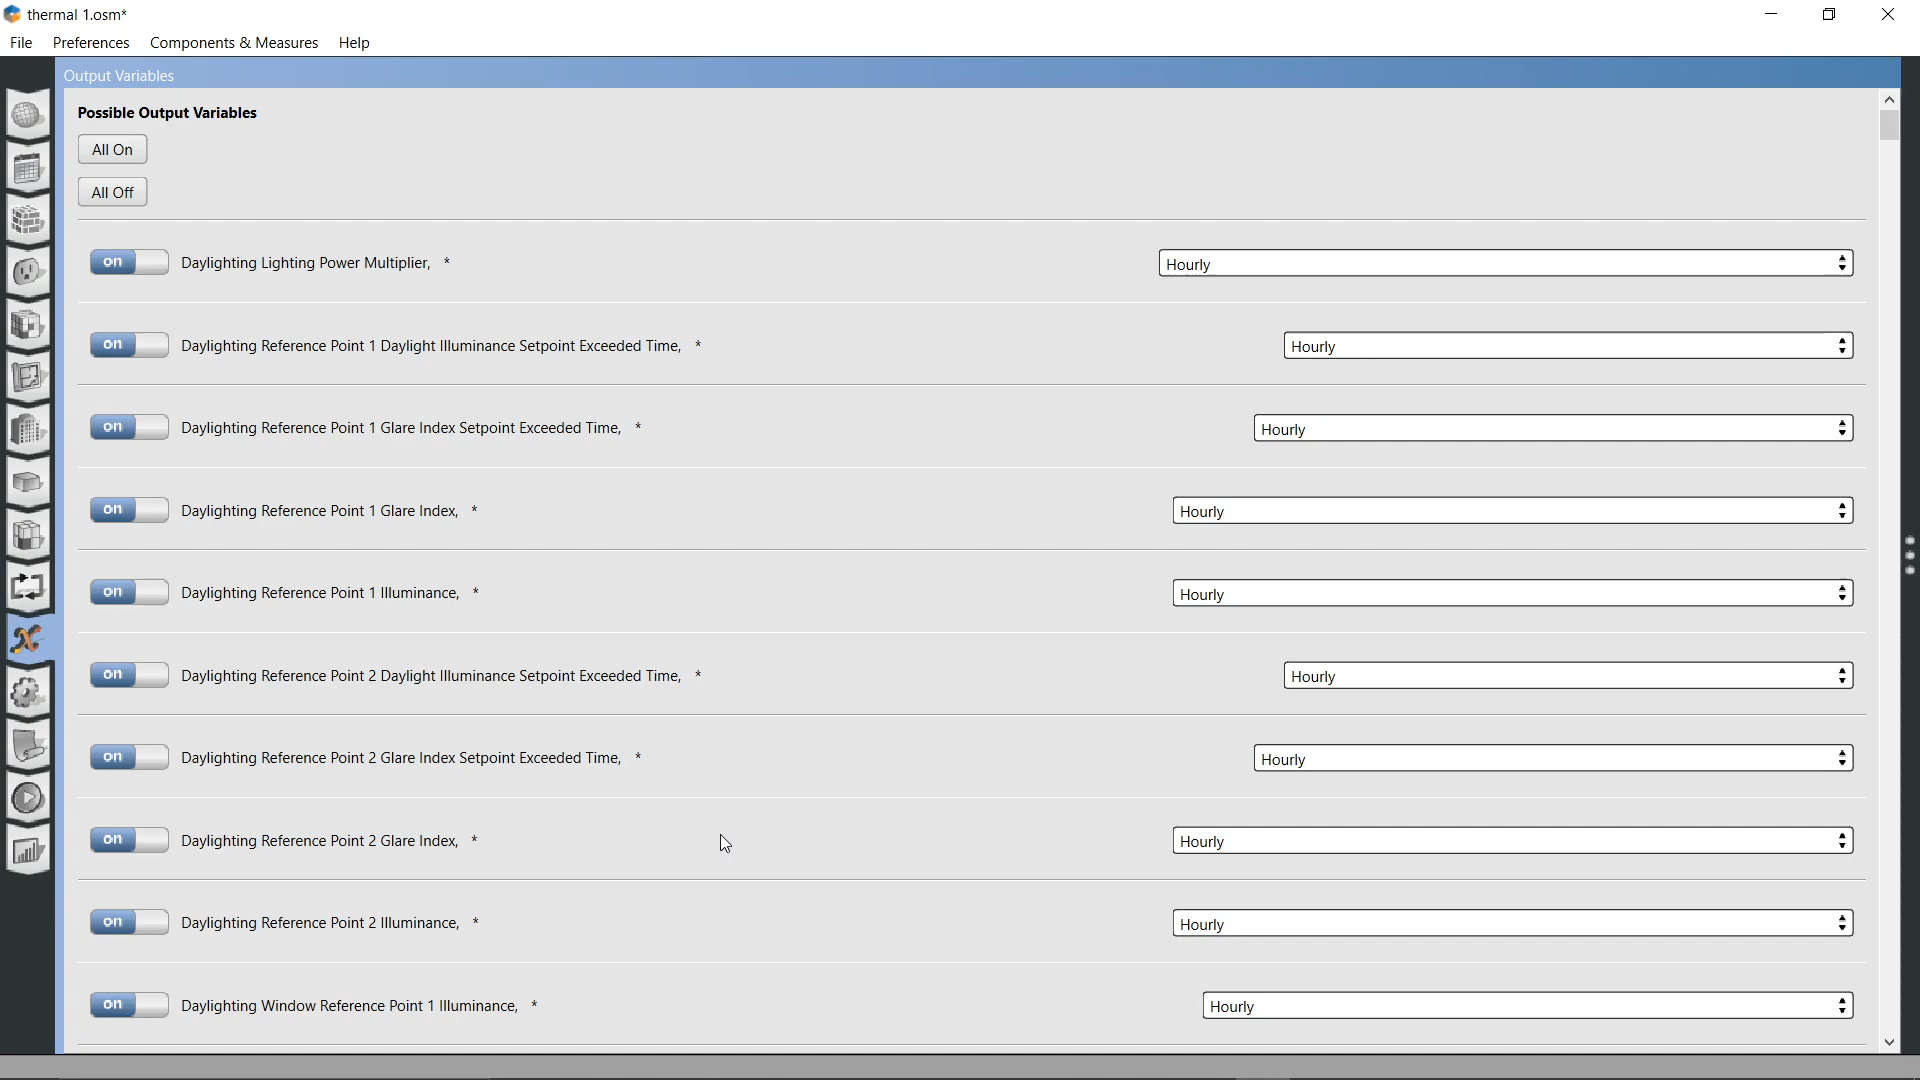 thermal 1.osm*
File Preferences Components & Measures Help
Output Variables
Possible Output Variables
All On
All Off
on Daylighting Lighting Power Multiplier, * Hourly
on Daylighting Reference Point 1 Daylight Illuminance Setpoint Exceeded Time, * Hourly
on Daylighting Reference Point 1 Glare Index Setpoint Exceeded Time, * Hourly
on Daylighting Reference Point 1 Glare Index, * Hourly
on Daylighting Reference Point 1 Illuminance, * Hourly
on Daylighting Reference Point 2 Daylight Illuminance Setpoint Exceeded Time, * Hourly
on Daylighting Reference Point 2 Glare Index Setpoint Exceeded Time, * Hourly
on Daylighting Reference Point 2 Glare Index, * Hourly
on Daylighting Reference Point 2 Illuminance, * Hourly
on Daylighting Window Reference Point 1 Illuminance, * Hourly